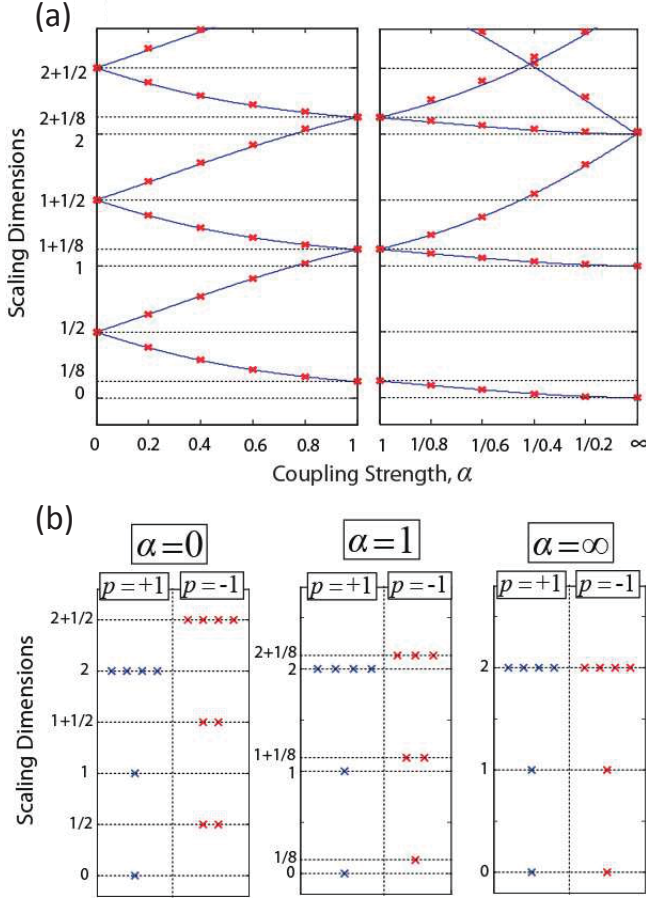 (a)
2+1/2
2+1/8
2
1+1/2
1+1/8
1
1/2
1/8
0
Scaling Dimensions
0 0.2 0.4 0.6 0.8 1 1 1/0.8 1/0.6 1/0.4 1/0.2 ∞
Coupling Strength, α
(b)
α=0
p=+1 p=-1
2+1/2
2
1+1/2
1
1/2
0
Scaling Dimensions
α=1
p=+1 p=-1
2+1/8
2
1+1/8
1
1/8
0
α=∞
p=+1 p=-1
2
1
0